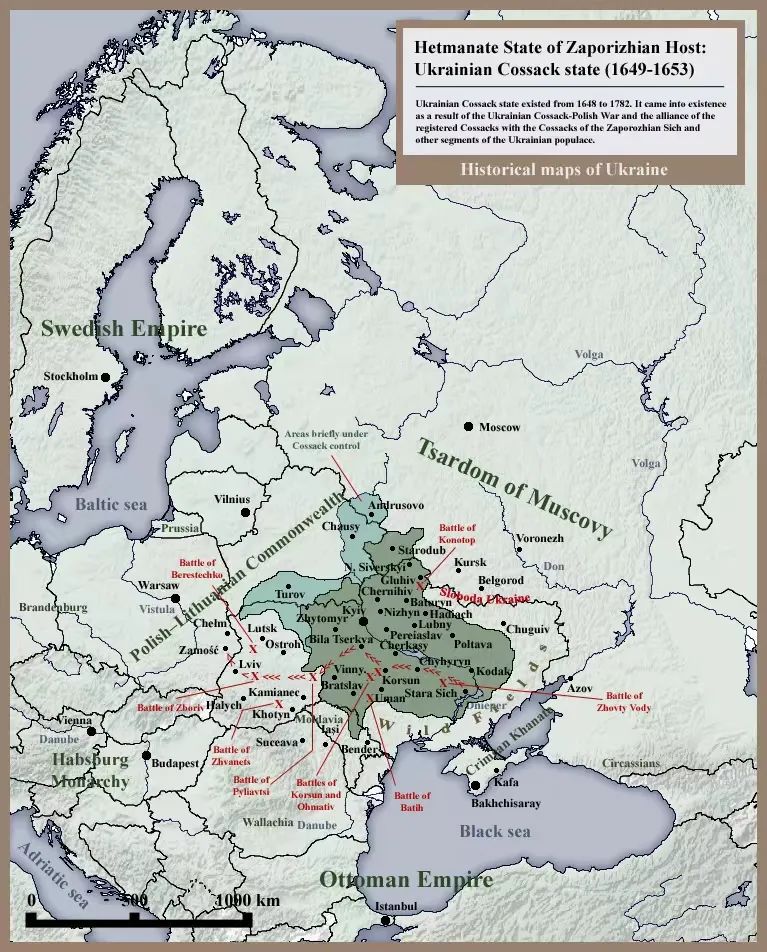 Hetmanate State of Zaporizhian Host:
Ukrainian Cossack state (1649-1653)
Ukrainian Cossack state existed from 1648 to 1782. It came into existence
as a result of the Ukrainian Cossack-Polish War and the alliance of the
registered Cossacks with the Cossacks of the Zaporozhian Sich and
other segments of the Ukrainian populace.
Historical maps of Ukraine
Swedish Empire
Stockholm
Volga
Moscow
Areas briefly under
Cossack control
Tsardom of Muscovy
Volga
Baltic sea
Vilnius
Andrusovo
Prussia
Chausy
Battle of
Konotop
Voronezh
Polish-Lithuanian Commonwealth
Starodub
Battle of
Berestechko
N. Siverskyi
Kursk
Don
Warsaw
Gluhiv
Belgorod
Turov
Chernihiv
Sloboda Ukraine
Brandenburg
Vistula
Baturyn
Kyiv
Nizhyn
Hadiach
Chelm
Zhytomyr
Lubny
Chuguiv
Lutsk
Pereiaslav
Bila Tserkva
Zamość
Ostroh
Cherkasy
Poltava
Lviv
Vinny.
Chyhyryn
Kodak
X
X
X
X
X
X
X
X
X
Korsun
Bratslav
Azov
Kamianec
Uman
Stara Sich
Battle of Zboriv
Halych
Dnieper
Battle of
Zhovty Vody
Khotyn
Moldavia
Wild Fields
Vienna
Iasi
Danube
Suceava
Bender
Crimean Khanate
Battle of
Zhvanets
Habsburg
Monarchy
Budapest
Circassians
Battle of
Pyliavtsi
Battles of
Korsun and
Ohmativ
Battle of
Batih
Kafa
Bakhchisaray
Wallachia
Danube
Black sea
Adriatic sea
Ottoman Empire
0
500
1000 km
Istanbul